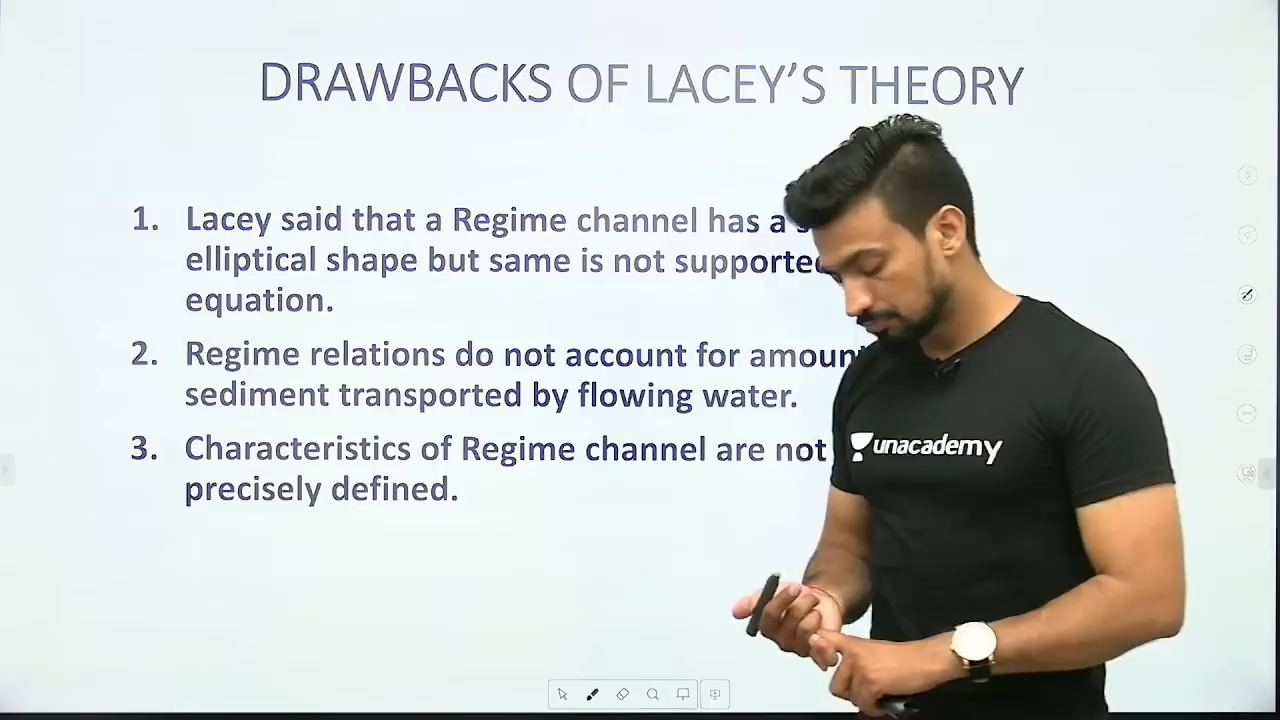 DRAWBACKS OF LACEY'S THEORY
1. Lacey said that a Regime channel has a
elliptical shape but same is not supported
equation.
2. Regime relations do not account for amount
sediment transported by flowing water.
3. Characteristics of Regime channel are not
precisely defined.
unacademy